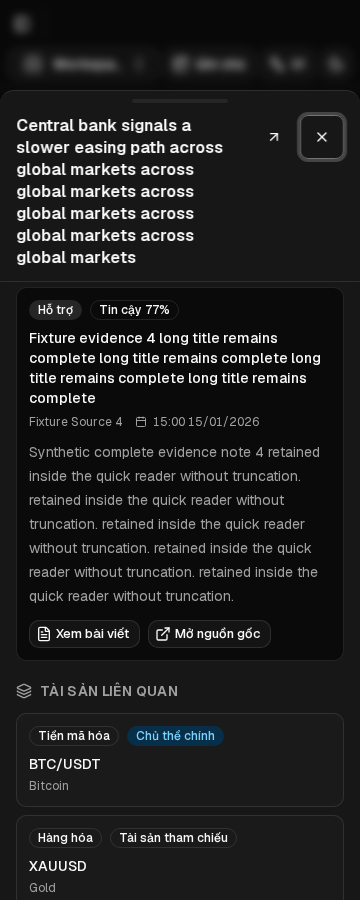 Central bank signals a
slower easing path across
global markets across
global markets across
global markets across
global markets across
global markets
Hỗ trợ
Tin cậy 77%
Fixture evidence 4 long title remains
complete long title remains complete long
title remains complete long title remains
complete
Fixture Source 4
15:00 15/01/2026
Synthetic complete evidence note 4 retained
inside the quick reader without truncation.
retained inside the quick reader without
truncation. retained inside the quick reader
without truncation. retained inside the quick
reader without truncation. retained inside the
quick reader without truncation.
Xem bài viết
Mở nguồn gốc
TÀI SẢN LIÊN QUAN
Tiền mã hóa
Chủ thể chính
BTC/USDT
Bitcoin
Hàng hóa
Tài sản tham chiếu
XAUUSD
Gold